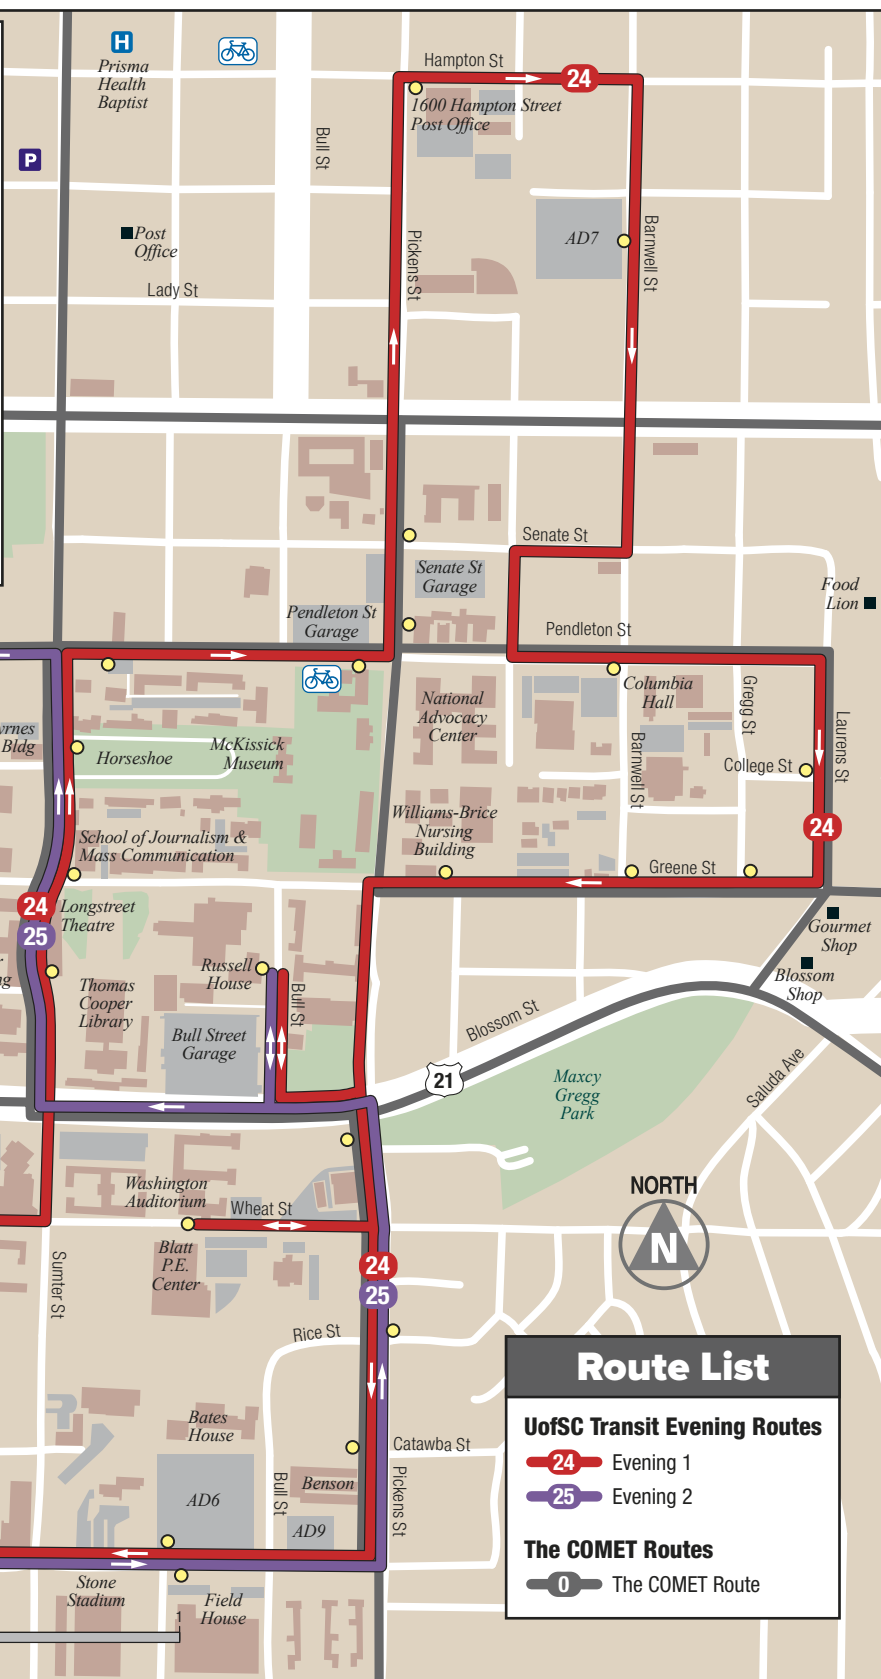 Hampton St
24
H
Prisma
Health
Baptist
1600 Hampton Street
Post Office
Bull St
P
Post
Office
AD7
Barnwell St
Pickens St
Lady St
Senate St
Senate St
Garage
Food
Lion
Pendleton St
Garage
Pendleton St
National
Advocacy
Center
Columbia
Hall
Gregg St
Laurens St
Bldg
Horseshoe
McKissick
Museum
Barnwell St
College St
School of Journalism &
Mass Communication
Williams-Brice
Nursing
Building
24
Greene St
24
25
Longstreet
Theatre
Gourmet
Shop
Russell
House
Blossom
Shop
Thomas
Cooper
Library
Bull St
Bull Street
Garage
Blossom St
21
Maxcy
Gregg
Park
Saluda Ave
Washington
Auditorium
Wheat St
NORTH
N
Blatt
P.E.
Center
24
25
Sumter St
Rice St
Route List
UofSC Transit Evening Routes
24 Evening 1
25 Evening 2
The COMET Routes
0 The COMET Route
Bates
House
Catawba St
AD6
Bull St
Benson
Pickens St
AD9
Stone
Stadium
Field
House
1